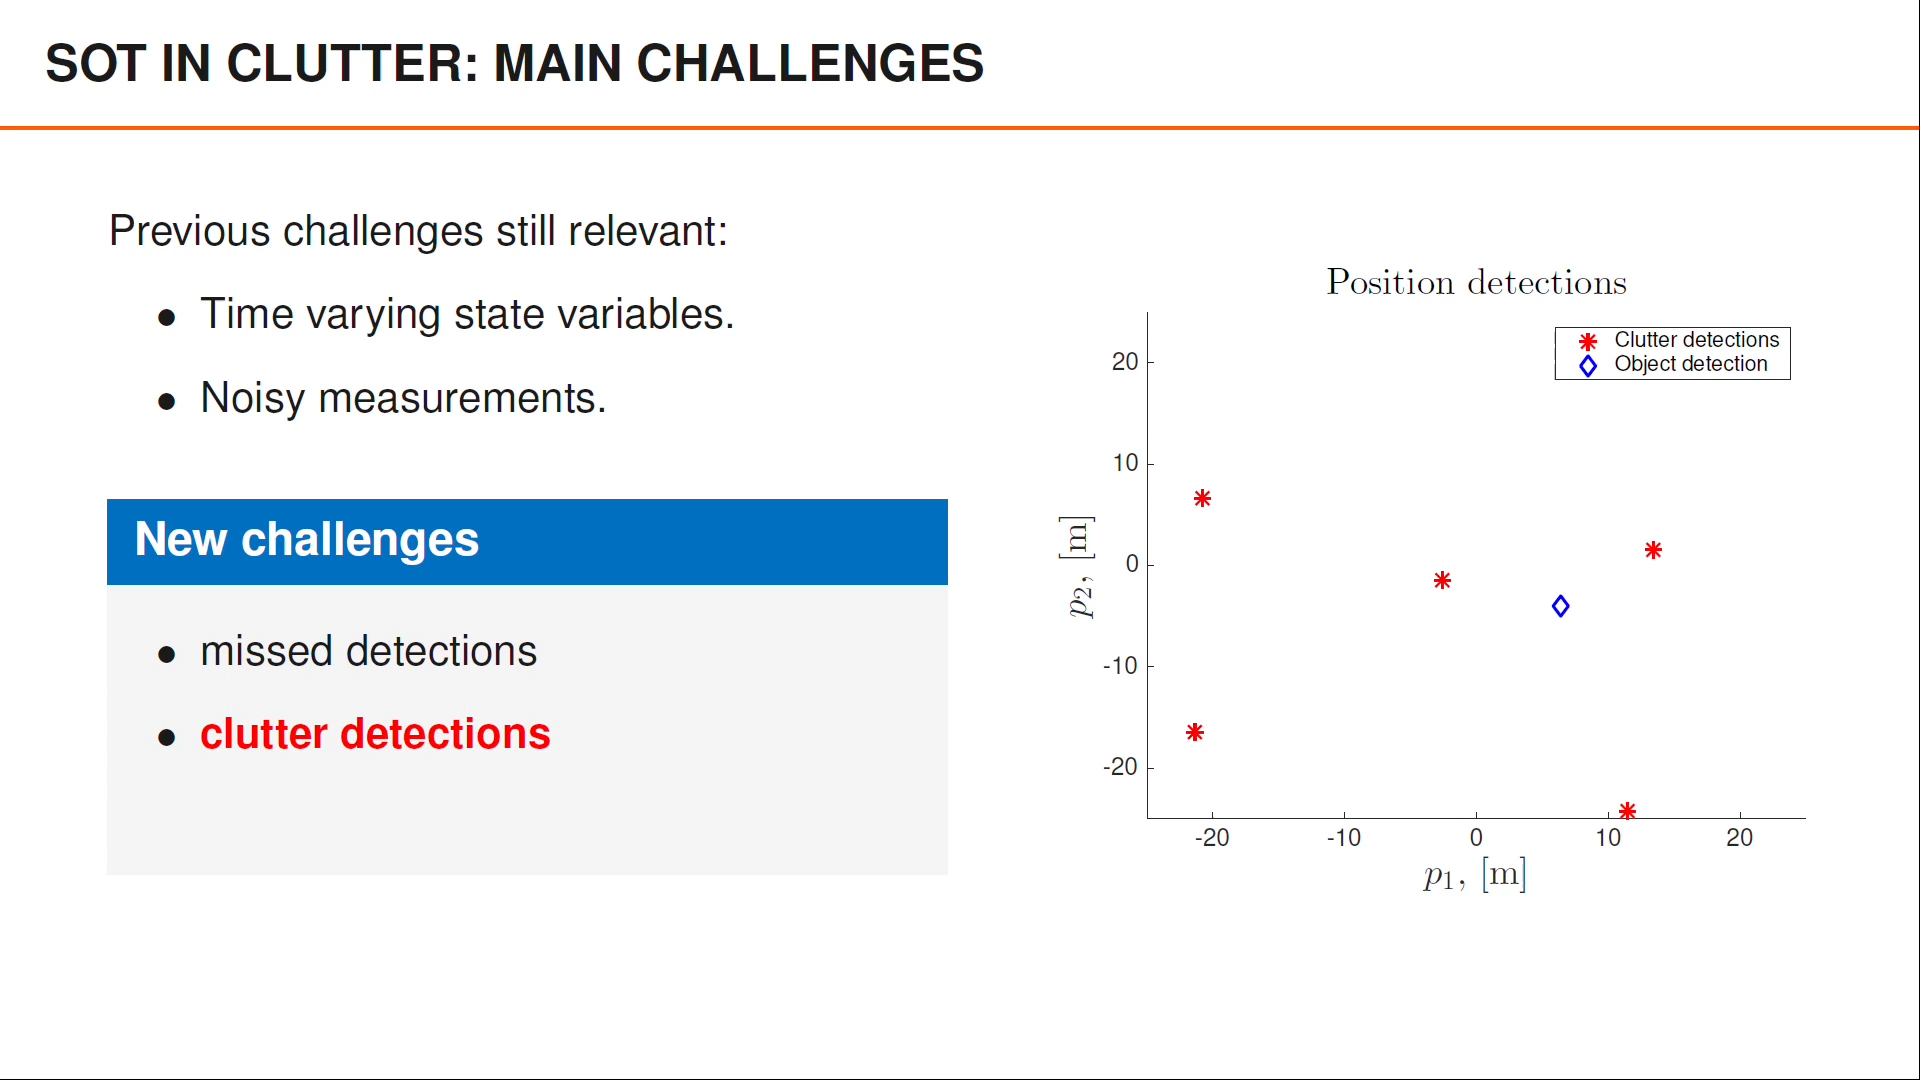 SOT IN CLUTTER: MAIN CHALLENGES
Previous challenges still relevant:
● Time varying state variables.
● Noisy measurements.
New challenges
● missed detections
● clutter detections
Position detections
Clutter detections
Object detection
20
10
0
-10
-20
p₂, [m]
-20 -10 0 10 20
p₁, [m]